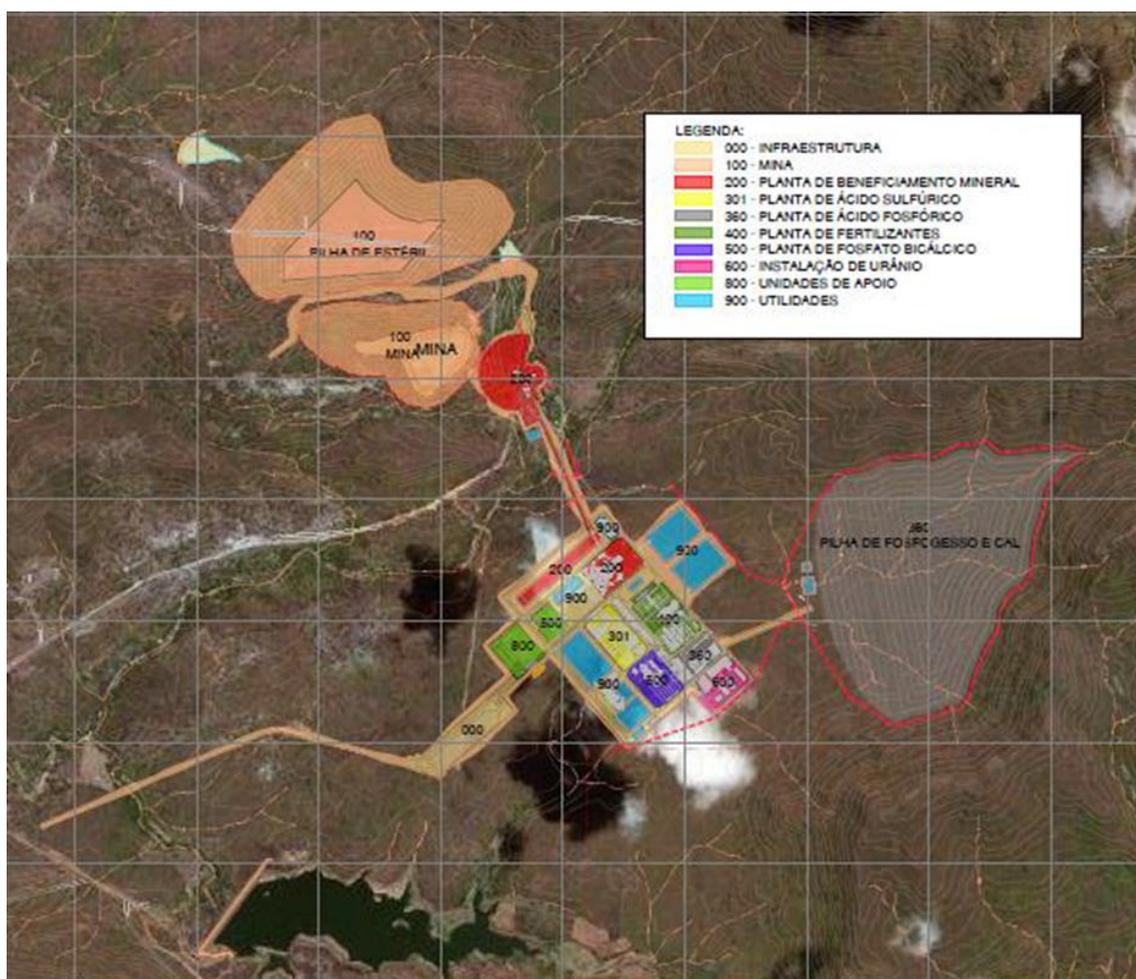 LEGENDA:
000 - INFRAESTRUTURA
100 - MINA
200 - PLANTA DE BENEFICIAMENTO MINERAL
301 - PLANTA DE ÁCIDO SULFÚRICO
360 - PLANTA DE ÁCIDO FOSFÓRICO
400 - PLANTA DE FERTILIZANTES
500 - PLANTA DE FOSFATO BICÁLCICO
600 - INSTALAÇÃO DE URÂNIO
800 - UNIDADES DE APOIO
900 - UTILIDADES
100
PILHA DE ESTÉRIL
100
MINA
MINA
200
900
360
PILHA DE FOSFOGESSO E CAL
900
200
200
900
400
800
301
800
360
500
600
900
000